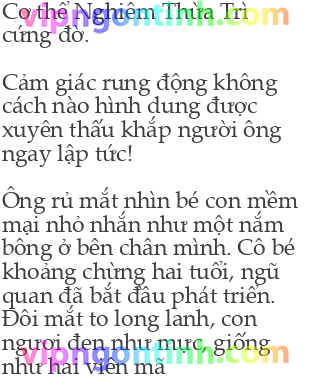 Cơ thể Nghiêm Thừa Trì
cứng đờ.
Cảm giác rung động không
cách nào hình dung được
xuyên thấu khắp người ông
ngay lập tức!
Ông rủ mắt nhìn bé con mềm
mại nhỏ nhắn như một nắm
bông ở bên chân mình. Cô bé
khoảng chừng hai tuổi, ngũ
quan đã bắt đầu phát triển.
Đôi mắt to long lanh, con
ngươi đen như mực, giống
như hai viên mã
vipngontinh.com
vipngontinh.com